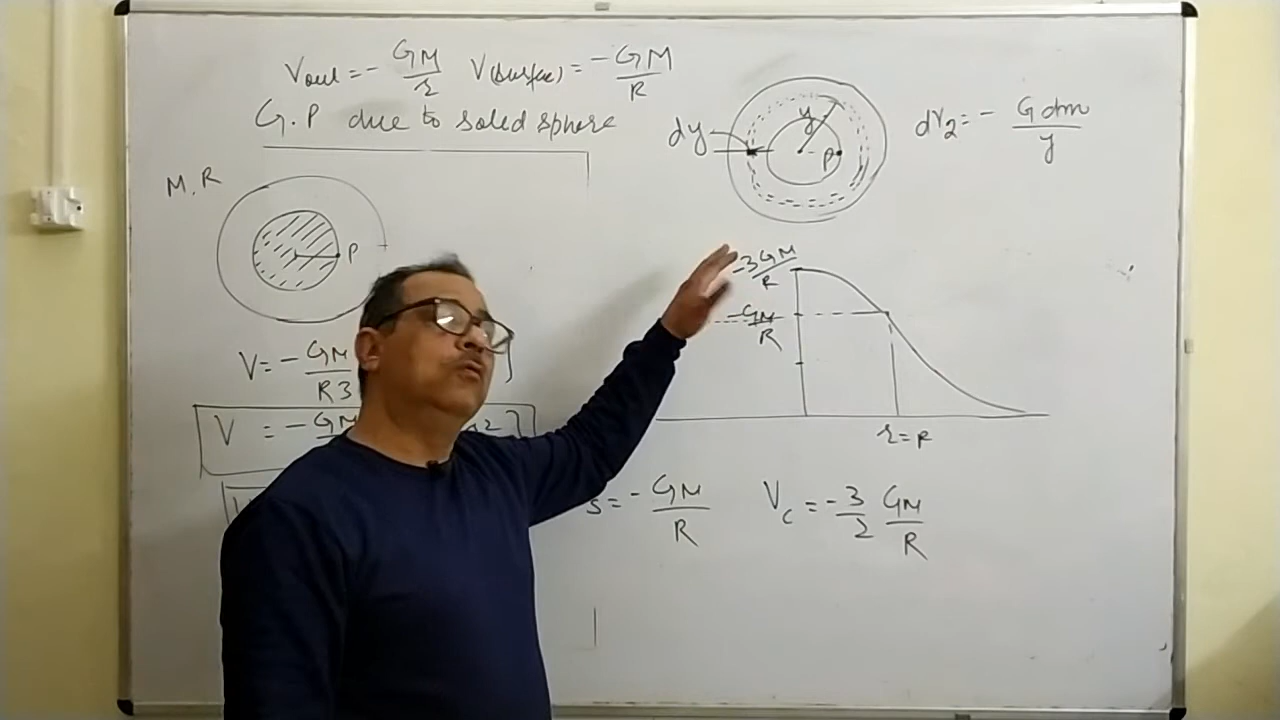 Vout = - GM/r V(surface) = - GM/R
G.P due to solid sphere
M.R
P
V = - GM/R3
V = - GM
s = - GM/R
Vc = - 3/2 GM/R
dy
y
P
dV2 = - G dm/y
-3GM/R
-GM/R
r = R